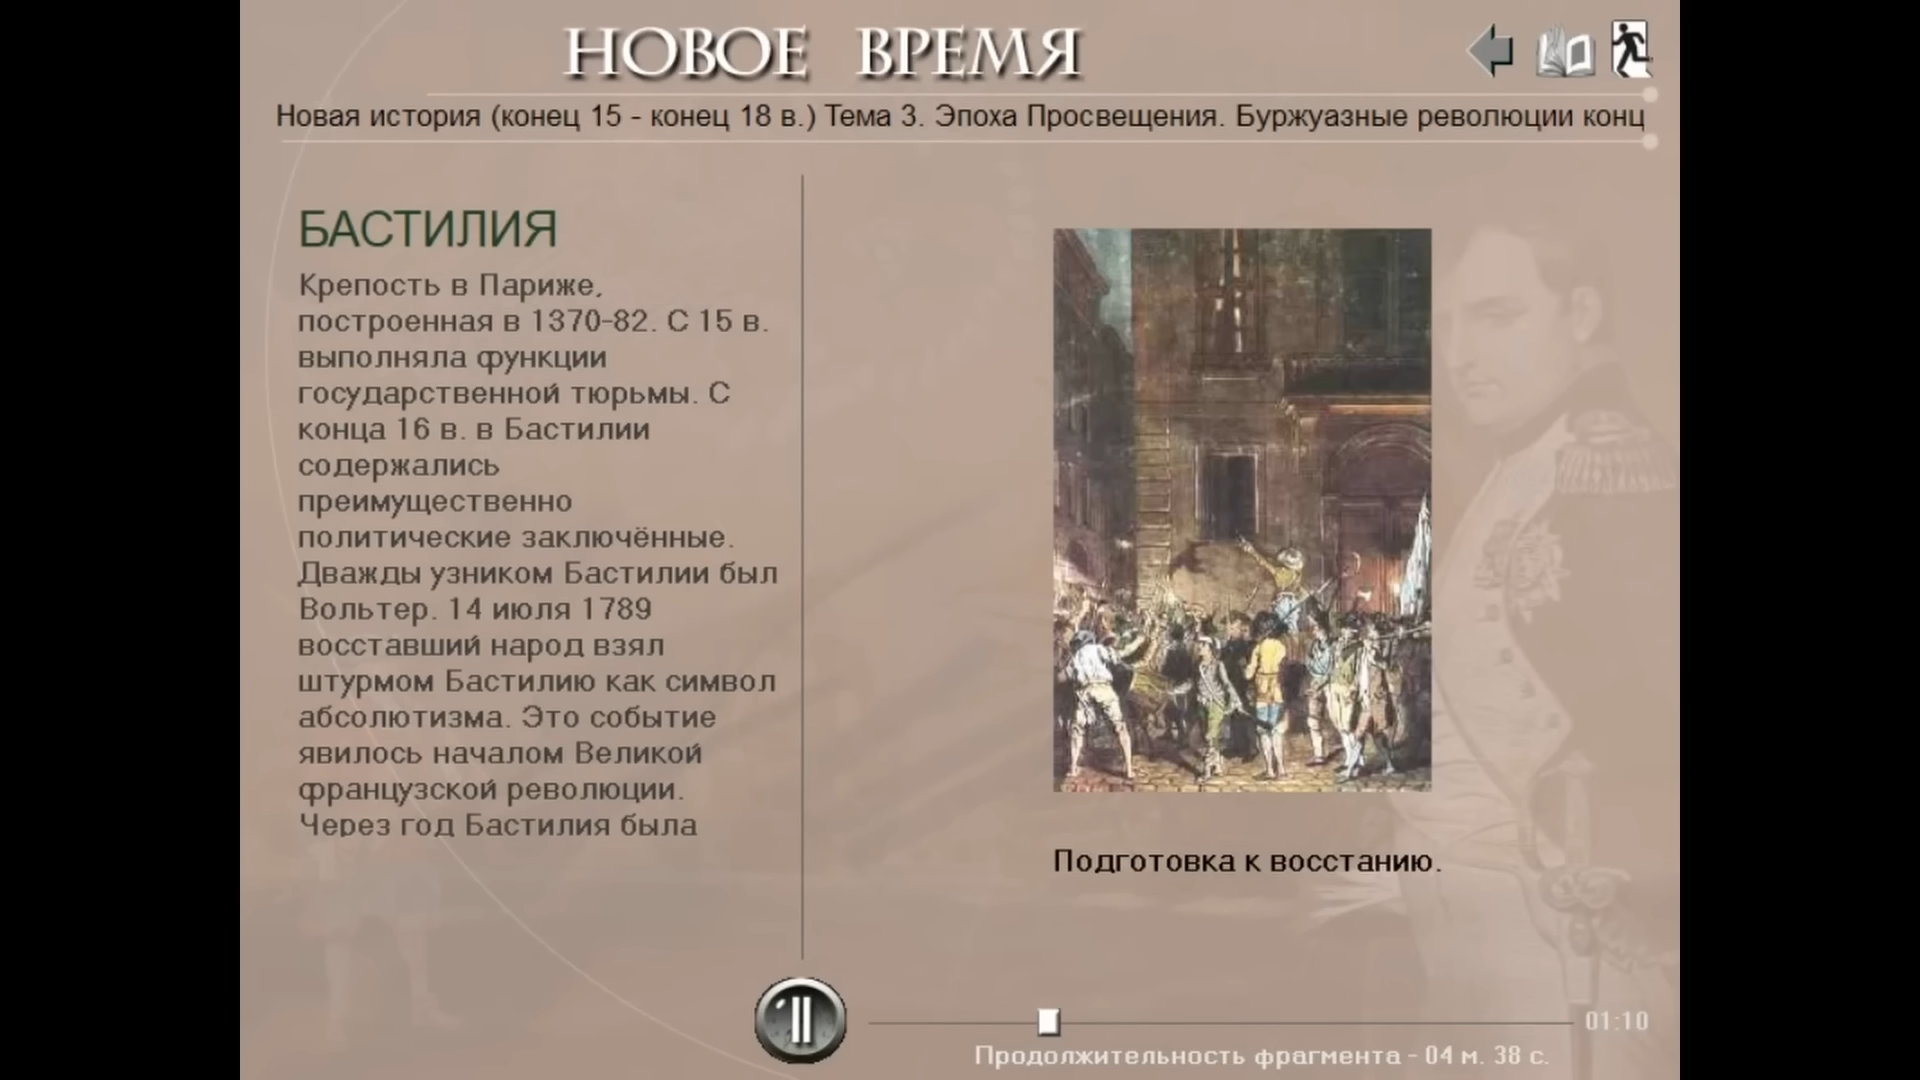 НОВОЕ ВРЕМЯ
Новая история (конец 15 - конец 18 в.) Тема 3. Эпоха Просвещения. Буржуазные революции конц
БАСТИЛИЯ
Крепость в Париже,
построенная в 1370-82. С 15 в.
выполняла функции
государственной тюрьмы. С
конца 16 в. в Бастилии
содержались
преимущественно
политические заключённые.
Дважды узником Бастилии был
Вольтер. 14 июля 1789
восставший народ взял
штурмом Бастилию как символ
абсолютизма. Это событие
явилось началом Великой
французской революции.
Через год Бастилия была
Подготовка к восстанию.
01:10
Продолжительность фрагмента - 04 м. 38 с.